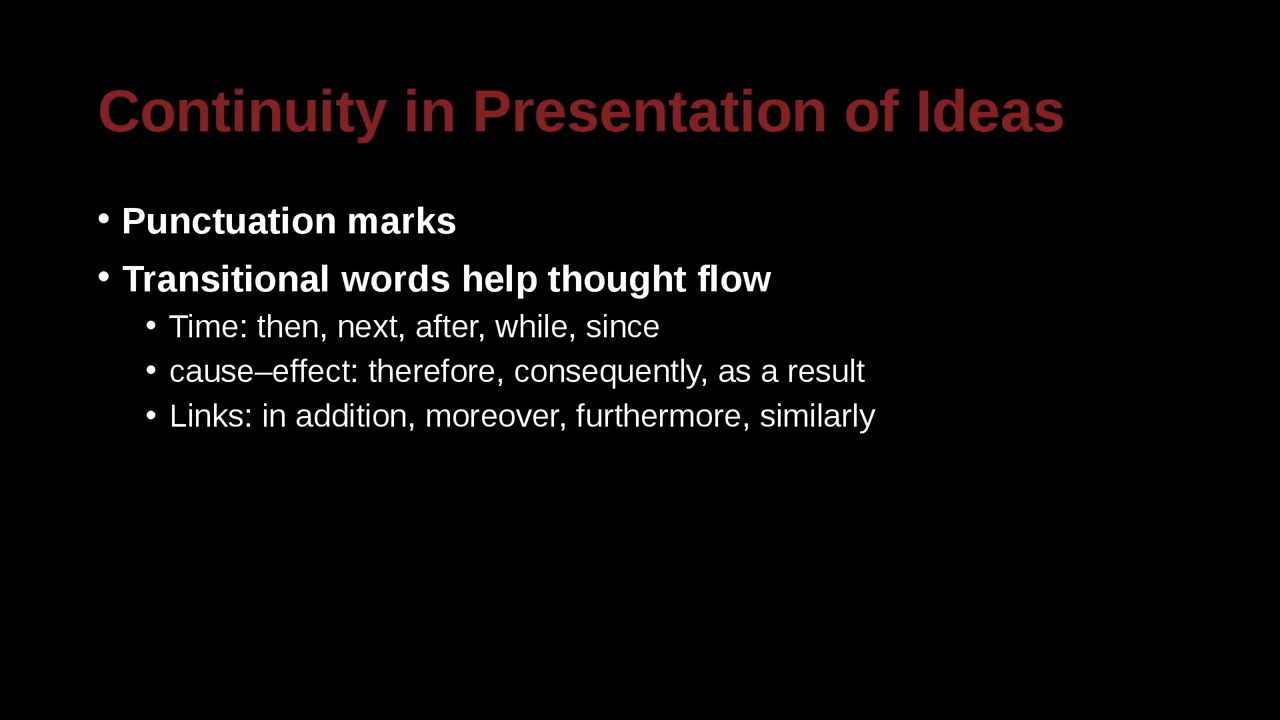 Continuity in Presentation of Ideas
• Punctuation marks
• Transitional words help thought flow
• Time: then, next, after, while, since
• cause–effect: therefore, consequently, as a result
• Links: in addition, moreover, furthermore, similarly